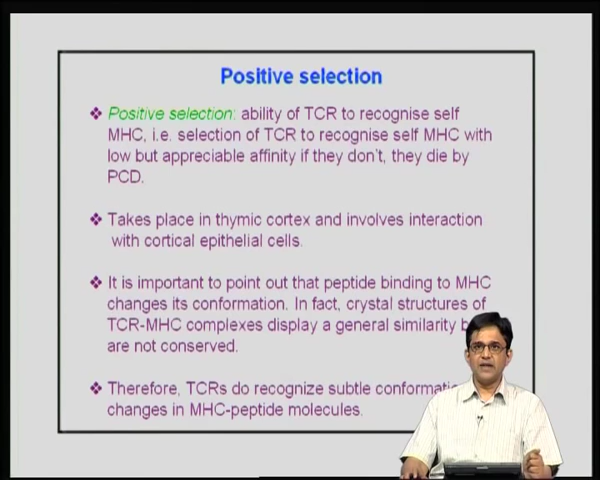 Positive selection
❖ Positive selection: ability of TCR to recognise self
MHC, i.e. selection of TCR to recognise self MHC with
low but appreciable affinity if they don't, they die by
PCD.
❖ Takes place in thymic cortex and involves interaction
with cortical epithelial cells.
❖ It is important to point out that peptide binding to MHC
changes its conformation. In fact, crystal structures of
TCR-MHC complexes display a general similarity
are not conserved.
❖ Therefore, TCRs do recognize subtle
changes in MHC-peptide molecules.